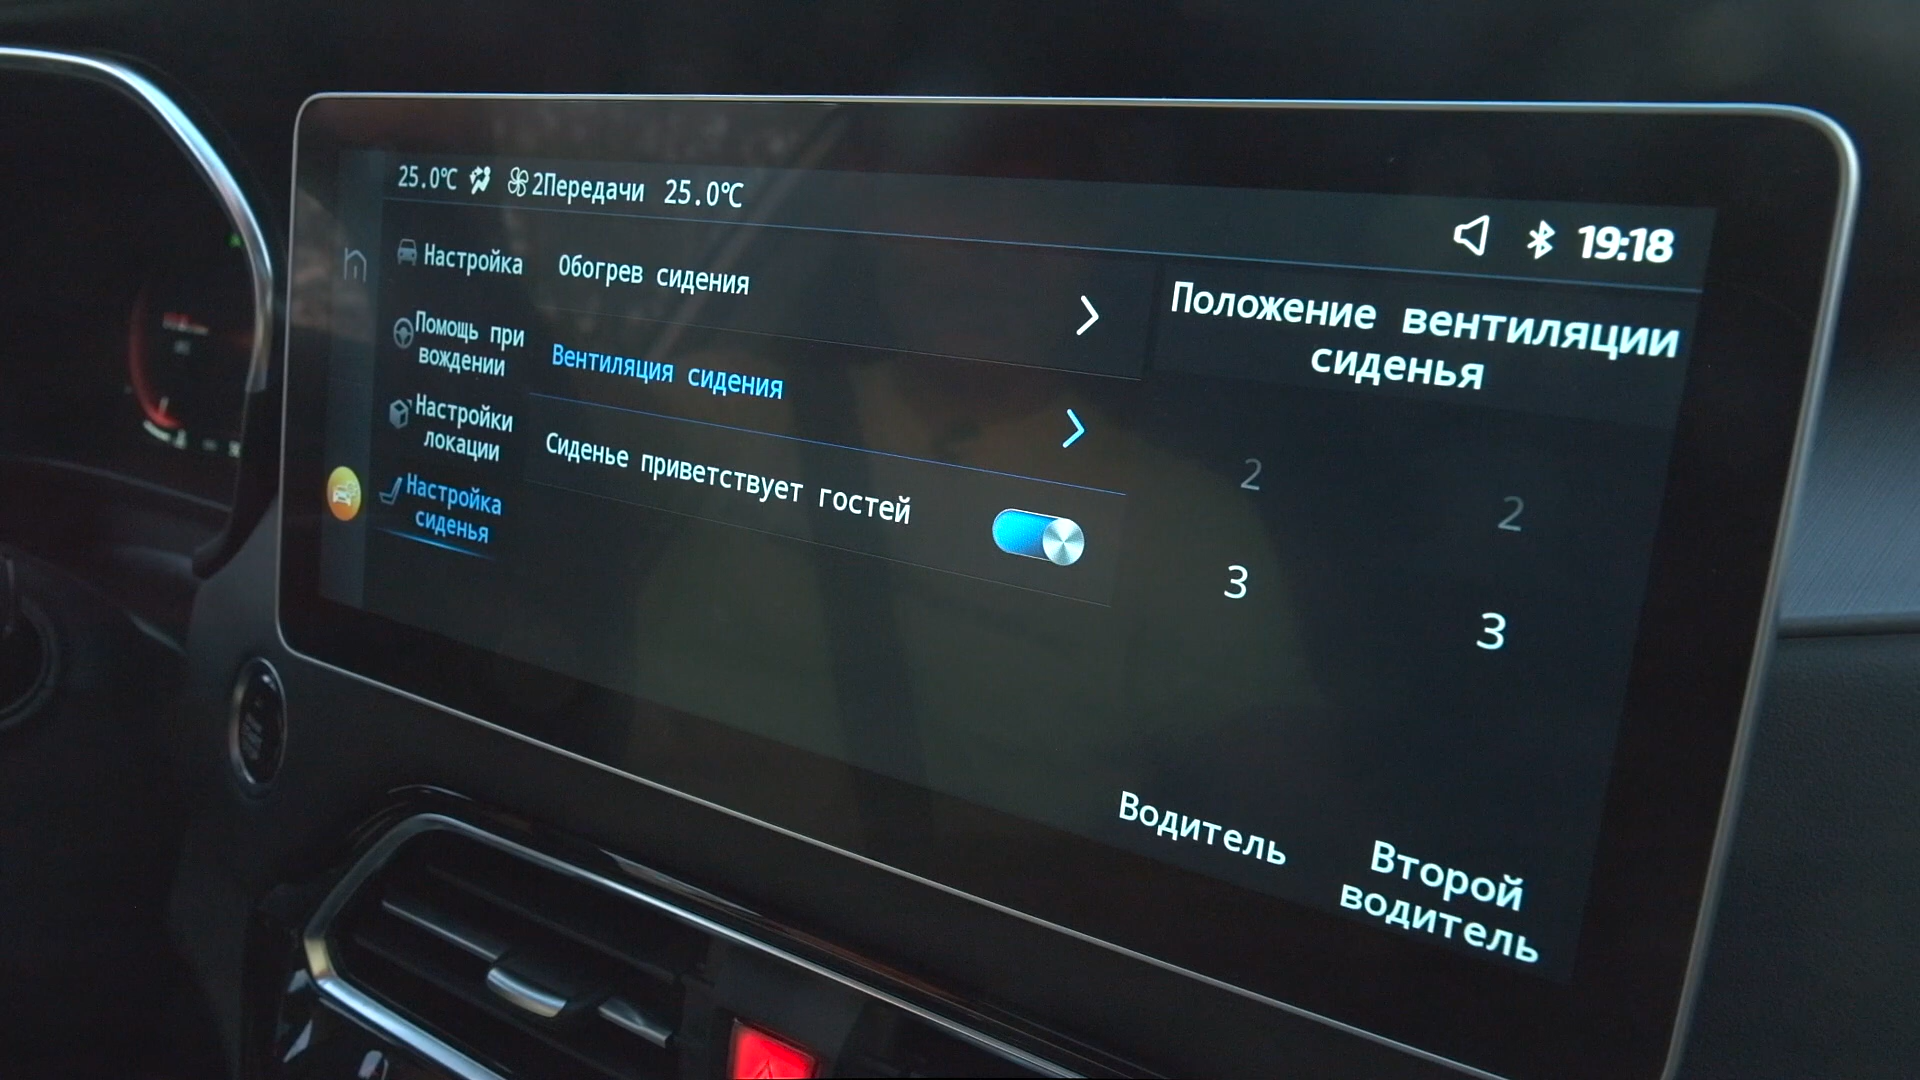 25.0℃ 2Передачи 25.0℃
19:18
Настройка
Помощь при
вождении
Настройки
локации
Настройка
сиденья
Обогрев сидения
Вентиляция сидения
Сиденье приветствует гостей
Положение вентиляции
сиденья
2 2
3 3
Водитель
Второй
водитель